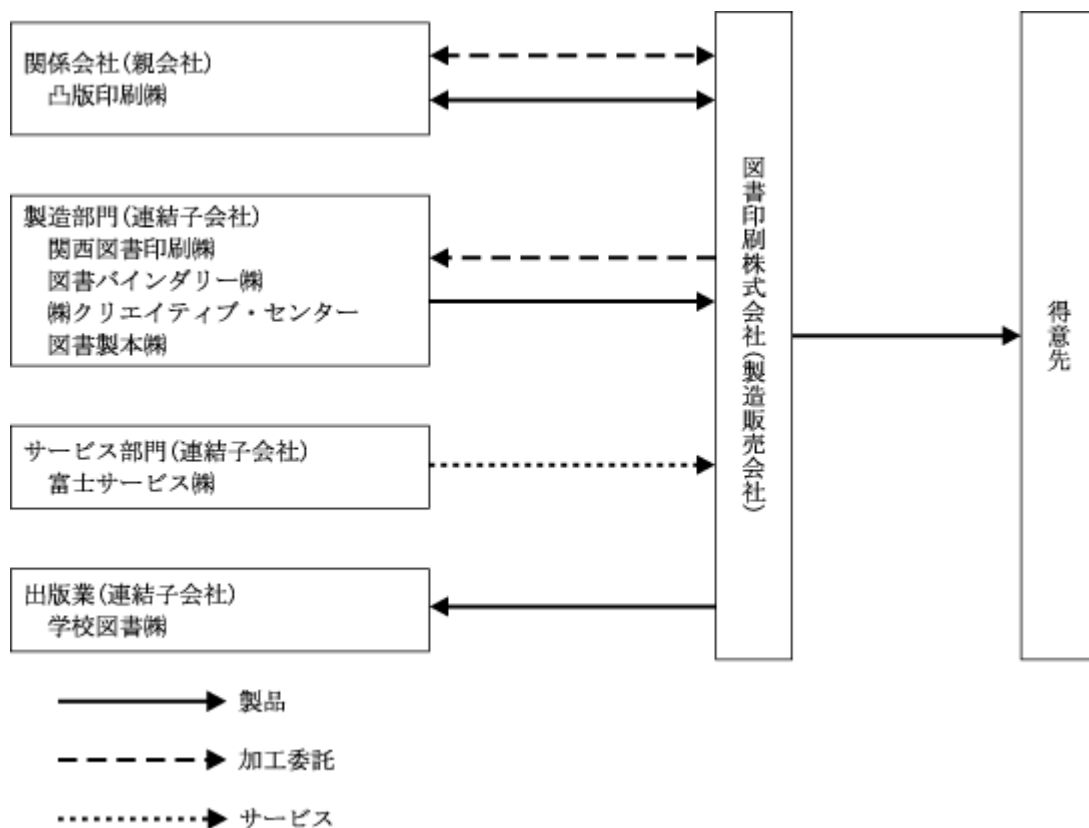 関係会社(親会社)
凸版印刷㈱
製造部門(連結子会社)
関西図書印刷㈱
図書バインダリー㈱
㈱クリエイティブ・センター
図書製本㈱
サービス部門(連結子会社)
富士サービス㈱
出版業(連結子会社)
学校図書㈱
図書印刷株式会社(製造販売会社)
得意先
製品
加工委託
サービス